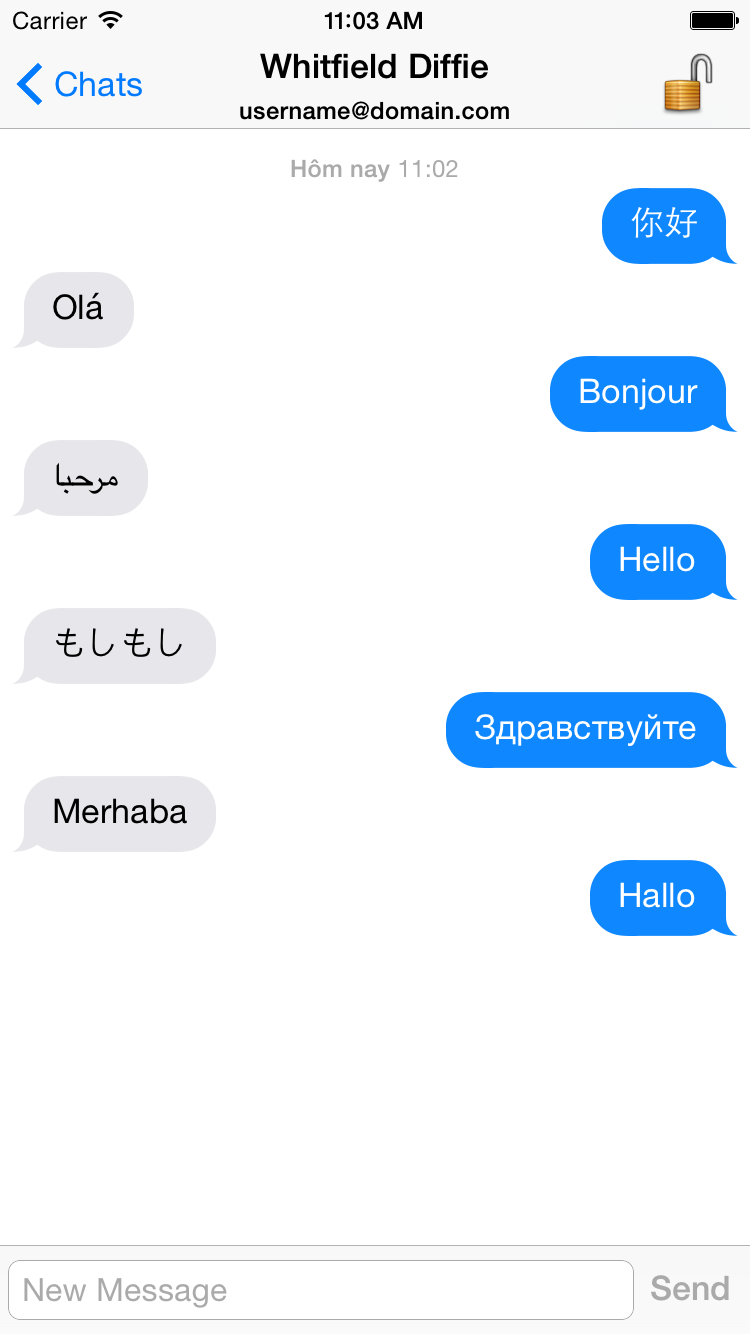 Carrier 11:03 AM
Whitfield Diffie
Chats
username@domain.com
Hôm nay 11:02
你好
Olá
Bonjour
مرحبا
Hello
もしもし
Здравствуйте
Merhaba
Hallo
New Message Send